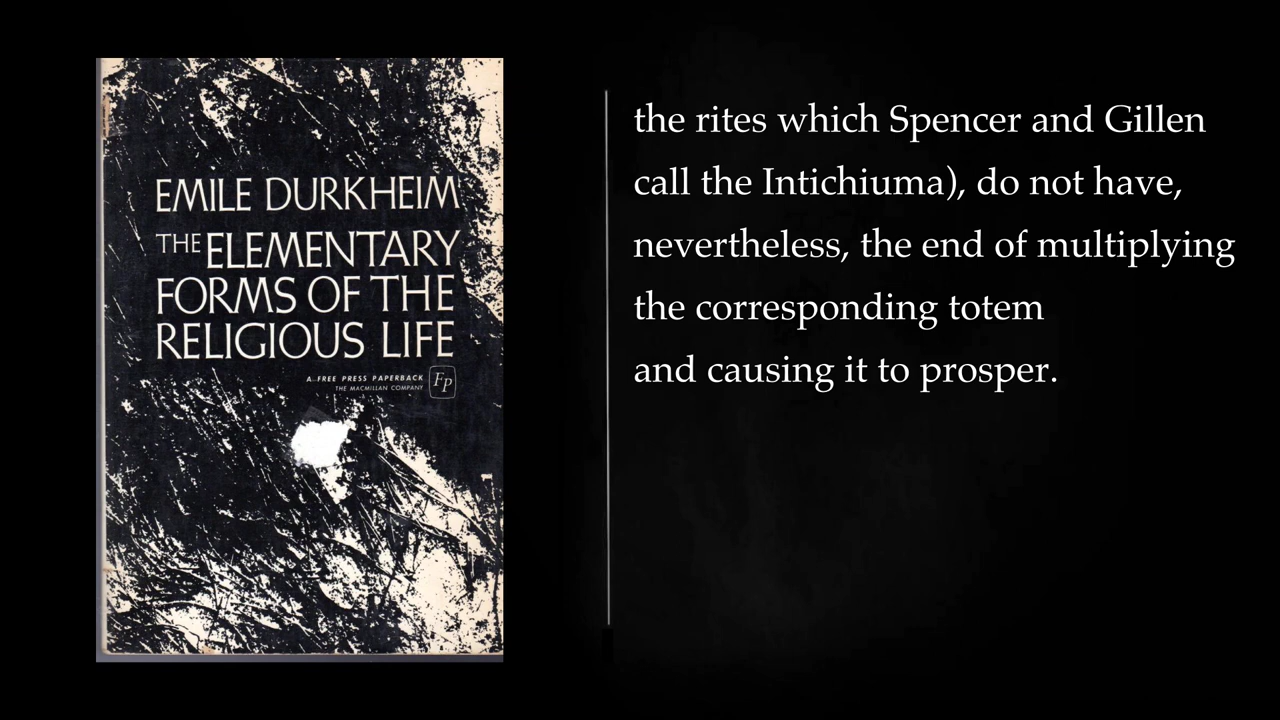 EMILE DURKHEIM
THE ELEMENTARY
FORMS OF THE
RELIGIOUS LIFE
A FREE PRESS PAPERBACK
THE MACMILLAN COMPANY
FP
the rites which Spencer and Gillen
call the Intichiuma), do not have,
nevertheless, the end of multiplying
the corresponding totem
and causing it to prosper.